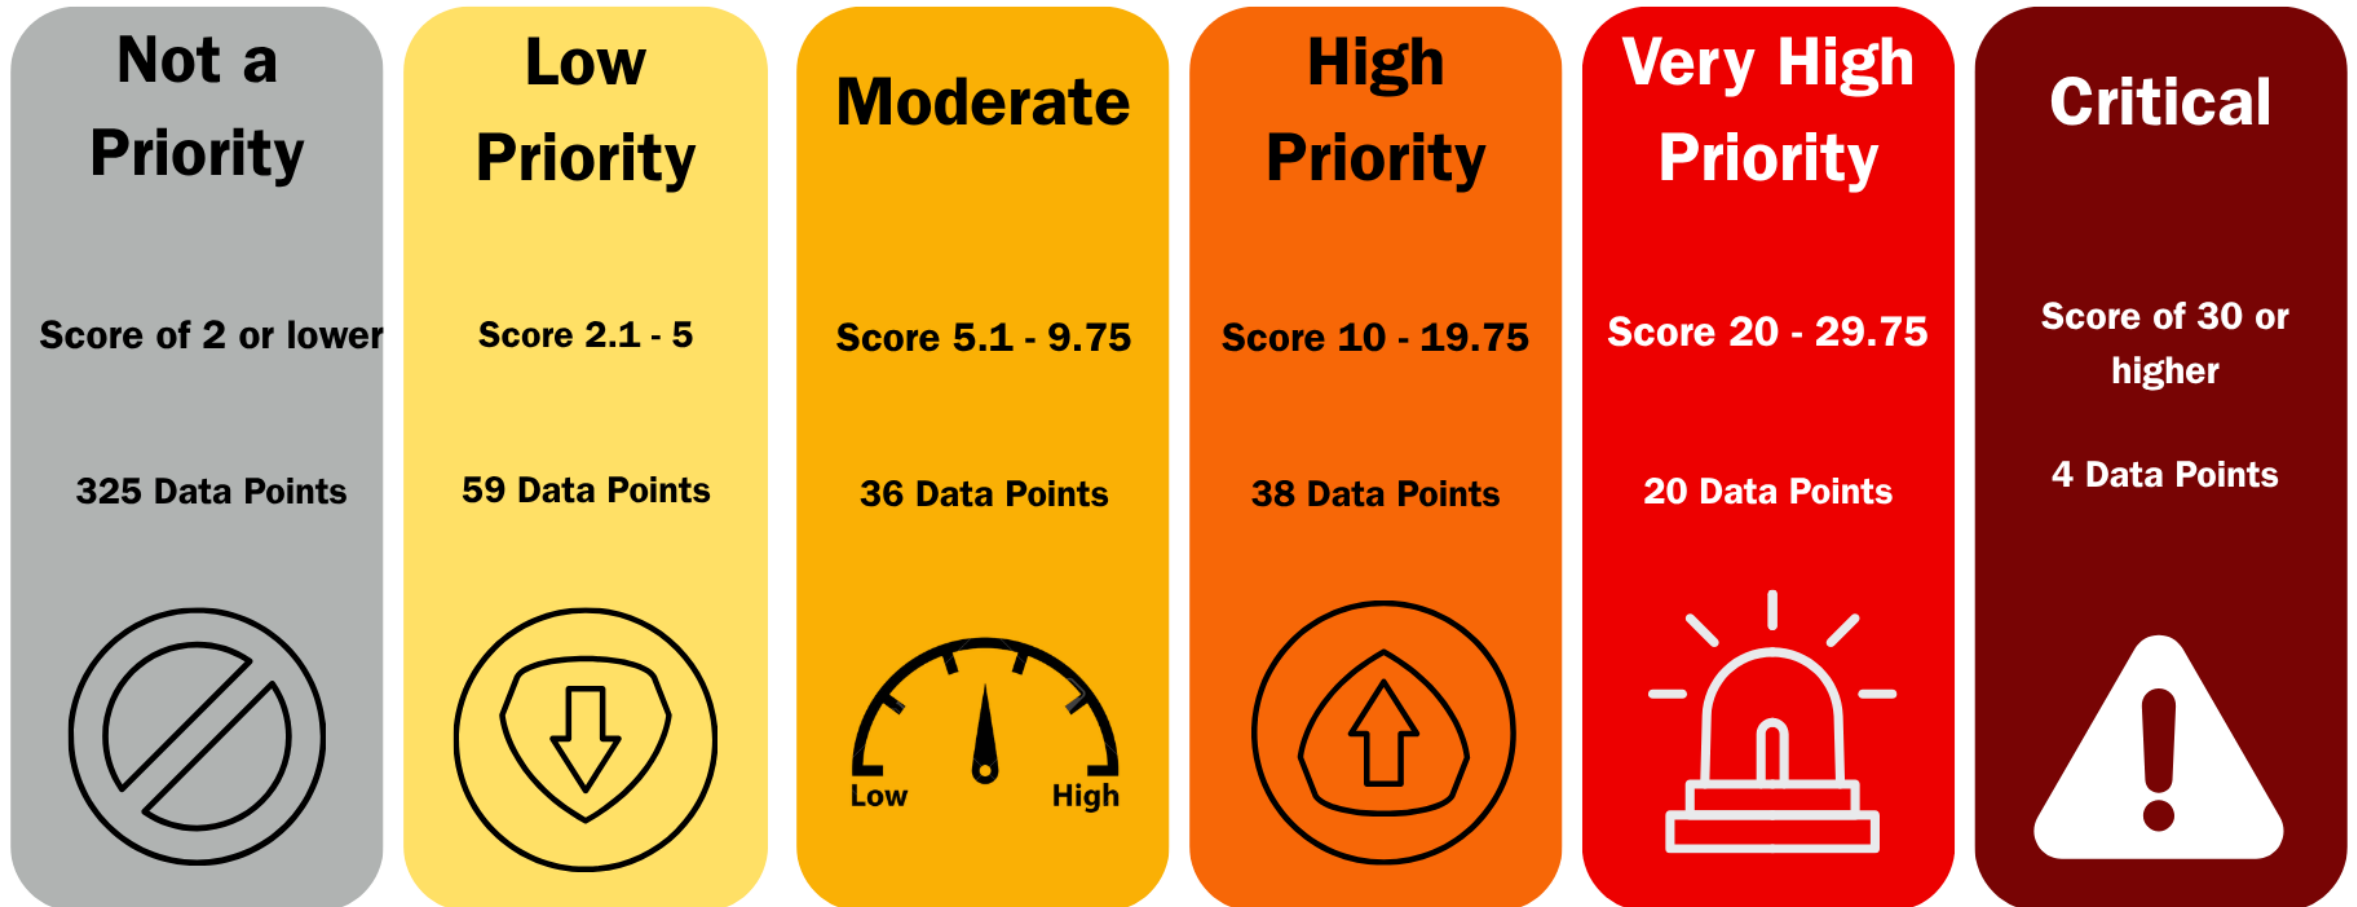 Not a
Priority
Score of 2 or lower
325 Data Points
Low
Priority
Score 2.1 - 5
59 Data Points
Moderate
Score 5.1 - 9.75
36 Data Points
Low
High
High
Priority
Score 10 - 19.75
38 Data Points
Very High
Priority
Score 20 - 29.75
20 Data Points
Critical
Score of 30 or
higher
4 Data Points